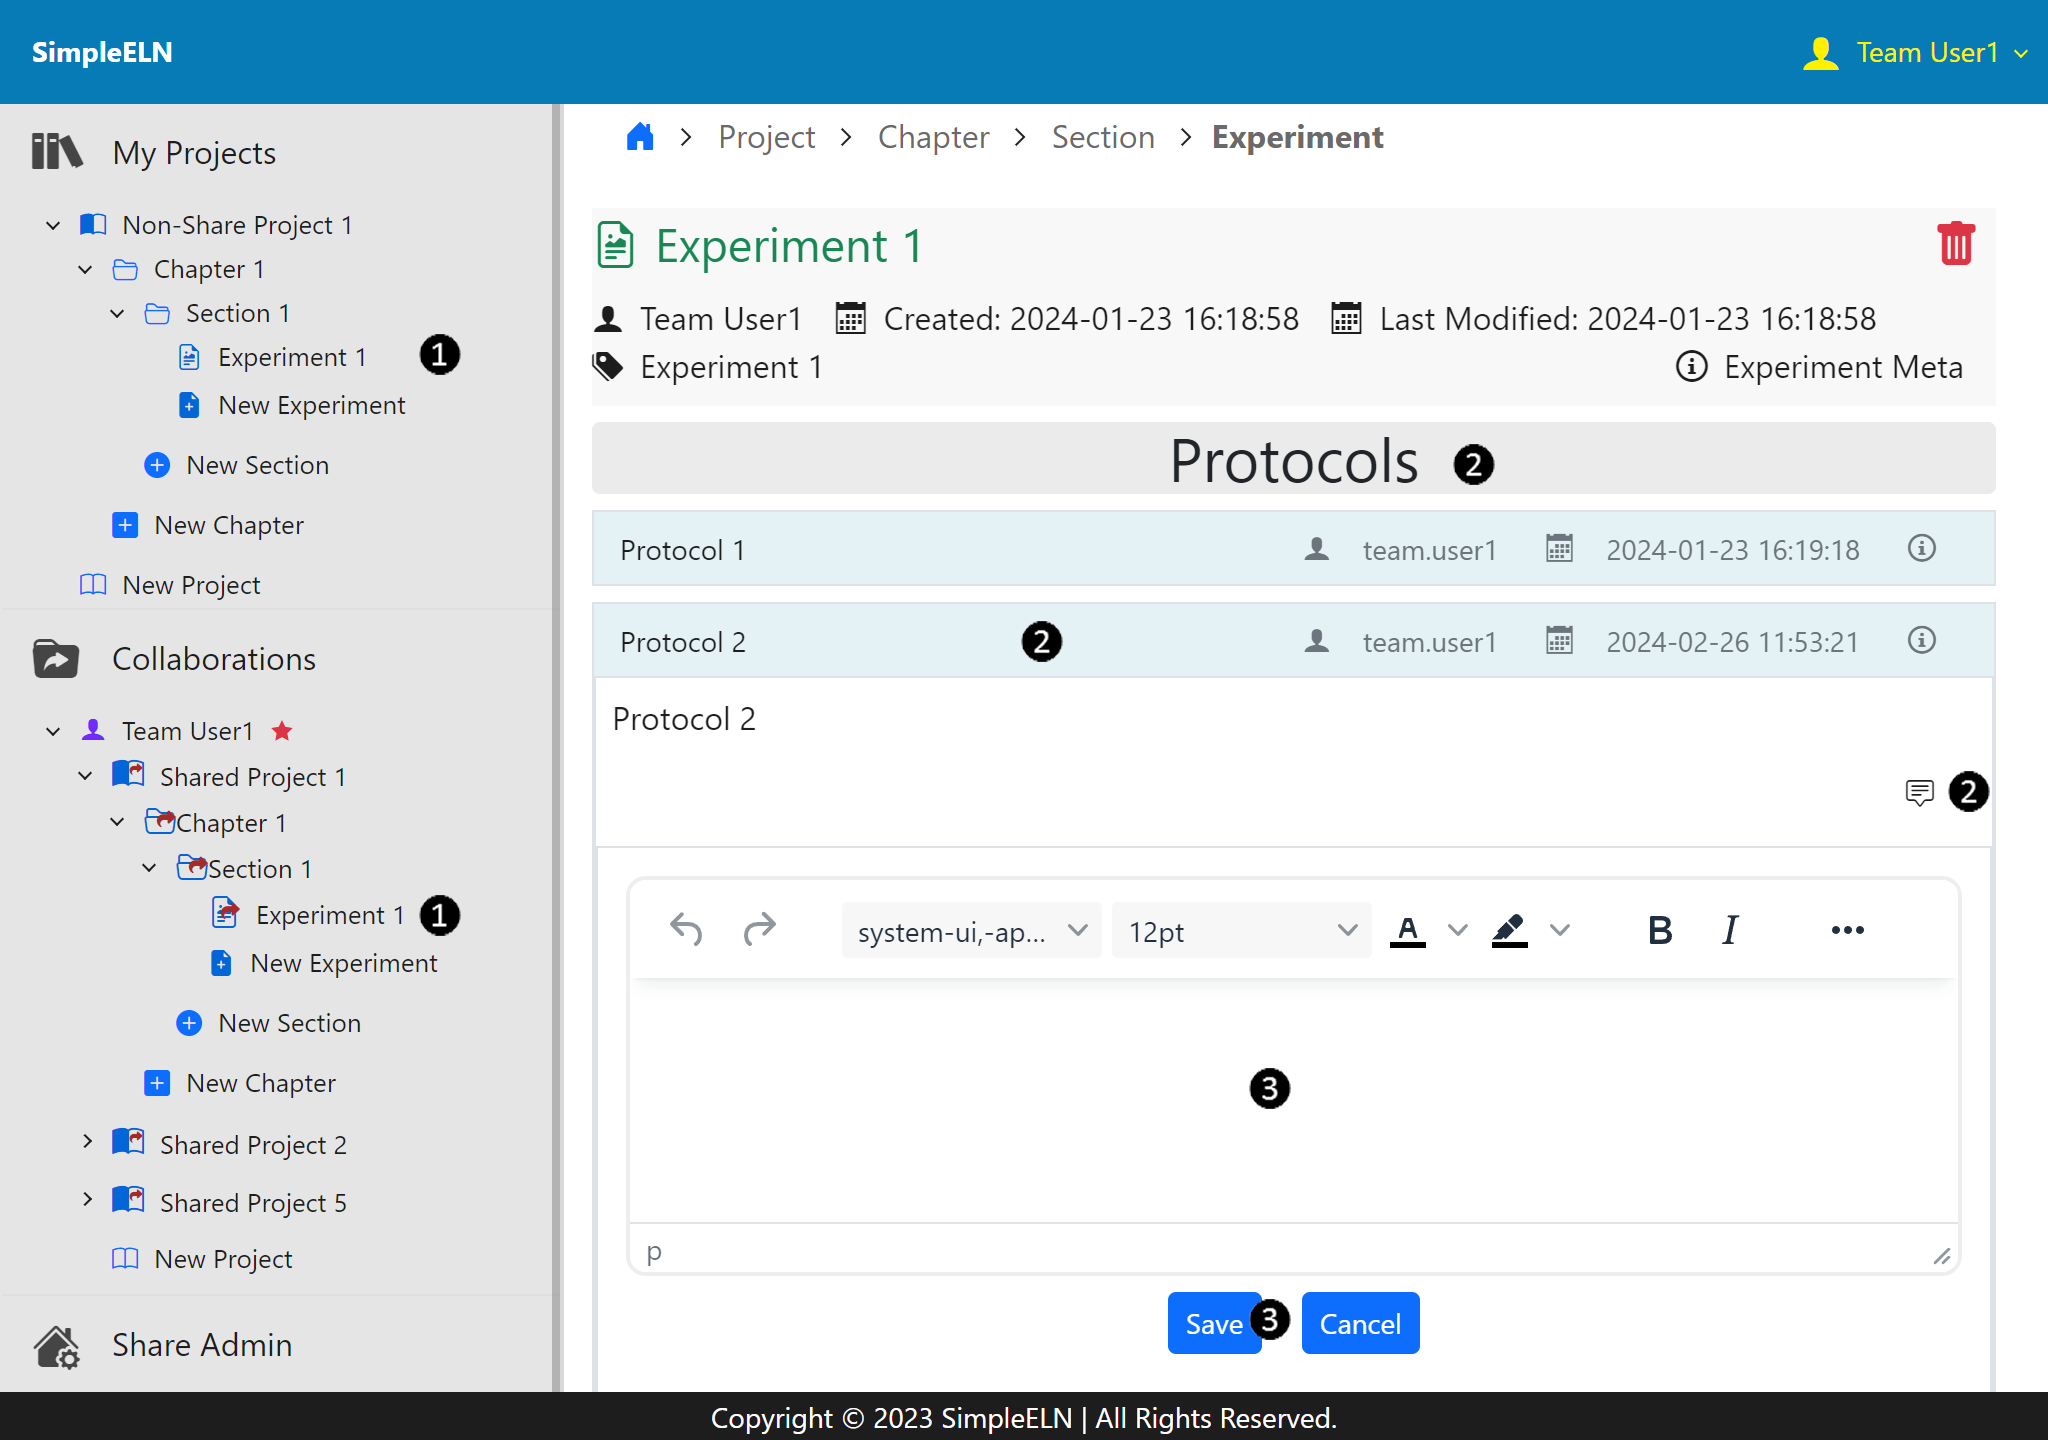 SimpleELN
Team User1
My Projects
Non-Share Project 1
Chapter 1
Section 1
Experiment 1 1
New Experiment
New Section
New Chapter
New Project
Collaborations
Team User1
Shared Project 1
Chapter 1
Section 1
Experiment 1 1
New Experiment
New Section
New Chapter
Shared Project 2
Shared Project 5
New Project
Share Admin
Project Chapter Section Experiment
Experiment 1
Team User1 Created: 2024-01-23 16:18:58 Last Modified: 2024-01-23 16:18:58
Experiment 1 Experiment Meta
Protocols 2
Protocol 1 team.user1 2024-01-23 16:19:18
Protocol 2 2 team.user1 2024-02-26 11:53:21
Protocol 2
2
system-ui,-ap... 12pt A B I
3
p
Save 3 Cancel
Copyright © 2023 SimpleELN | All Rights Reserved.